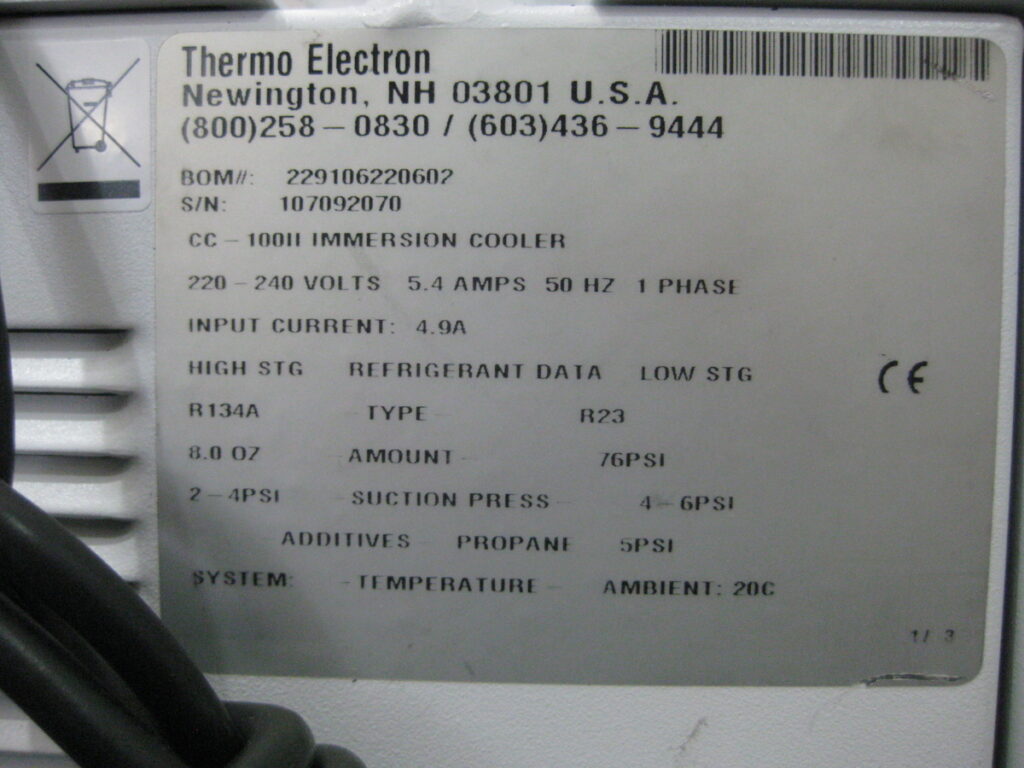 Thermo Electron
Newington, NH 03801 U.S.A.
(800)258-0830 / (603)436-9444
BOM#: 229106220602
S/N: 107092070
CC-100II IMMERSION COOLER
220-240 VOLTS 5.4 AMPS 50 HZ 1 PHASE
INPUT CURRENT: 4.9A
HIGH STG REFRIGERANT DATA LOW STG
CE
R134A -TYPE- R23
8.0 OZ -AMOUNT- 76PSI
2-4PSI -SUCTION PRESS- 4-6PSI
ADDITIVES - PROPANE 5PSI
SYSTEM: -TEMPERATURE- AMBIENT: 20C
1/ 3